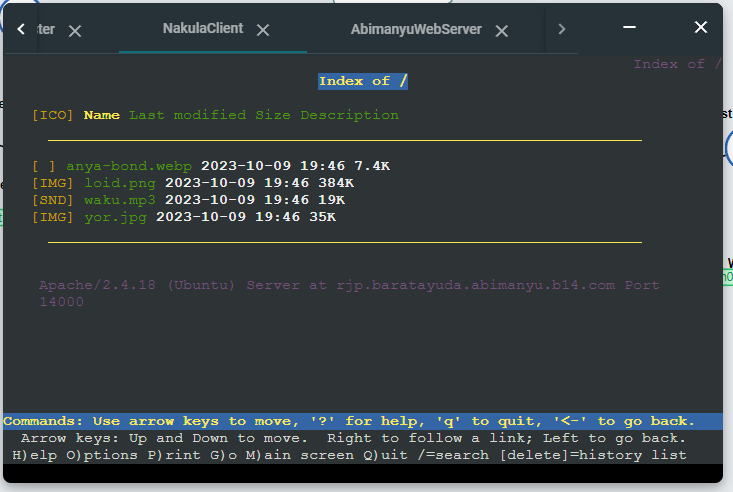 ter
NakulaClient
AbimanyuWebServer
Index of /
Index of /
[ICO] Name Last modified Size Description
[ ] anya-bond.webp 2023-10-09 19:46 7.4K
[IMG] loid.png 2023-10-09 19:46 384K
[SND] waku.mp3 2023-10-09 19:46 19K
[IMG] yor.jpg 2023-10-09 19:46 35K
Apache/2.4.18 (Ubuntu) Server at rjp.baratayuda.abimanyu.b14.com Port
14000
Commands: Use arrow keys to move, '?' for help, 'q' to quit, '<-' to go back.
Arrow keys: Up and Down to move. Right to follow a link; Left to go back.
H)elp O)ptions P)rint G)o M)ain screen Q)uit /=search [delete]=history list
st